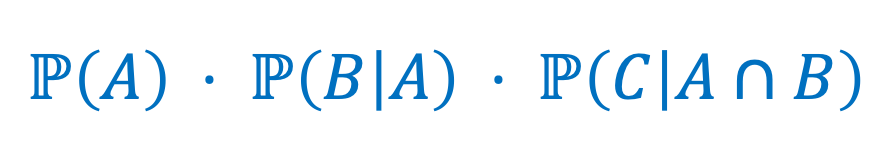 ℙ(𝐴) · ℙ(𝐵|𝐴) · ℙ(𝐶|𝐴 ∩ 𝐵)